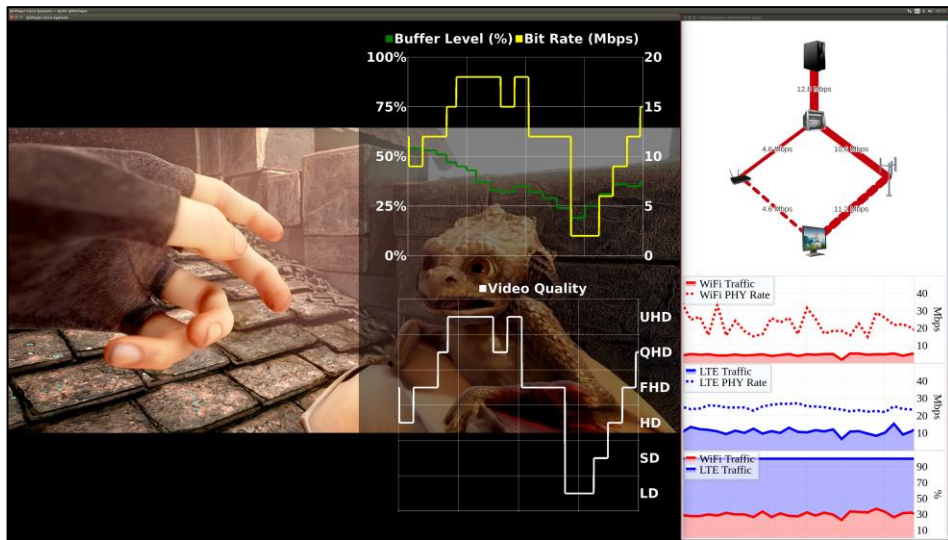 Buffer Level (%) Bit Rate (Mbps)
100% 20
75% 15
50% 10
25% 5
0% 0
Video Quality
UHD
QHD
FHD
HD
SD
LD
4.6 Mbps
4.6 Mbps
WiFi Traffic
WiFi PHY Rate
40
30
20
10
Mbps
LTE Traffic
LTE PHY Rate
40
30
20
10
Mbps
WiFi Traffic
LTE Traffic
90
70
50
30
10
%